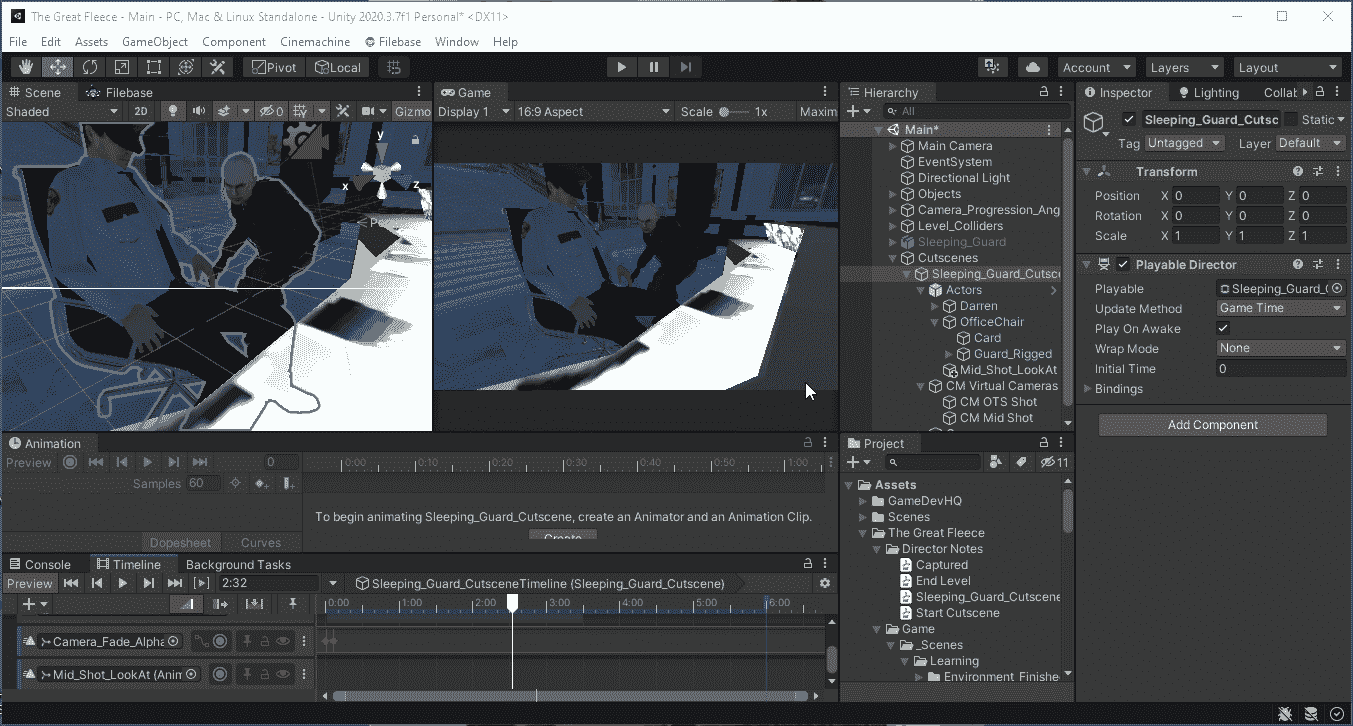 The Great Fleece - Main - PC, Mac & Linux Standalone - Unity 2020.3.7f1 Personal* <DX11>
File Edit Assets GameObject Component Cinemachine Filebase Window Help
Pivot Local Account Layers Layout
Scene Filebase
Shaded 2D 0 Gizmo
y
x z
< Pe
Game
Display 1 16:9 Aspect Scale 1x Maxim
Hierarchy
All
Main*
Main Camera
EventSystem
Directional Light
Objects
Camera_Progression_Ang
Level_Colliders
Sleeping_Guard
Cutscenes
Sleeping_Guard_Cutsce
Actors
Darren
OfficeChair
Card
Guard_Rigged
Mid_Shot_LookAt
CM Virtual Cameras
CM OTS Shot
CM Mid Shot
Inspector Lighting Collab
Sleeping_Guard_Cutsc Static
Tag Untagged Layer Default
Transform
Position X 0 Y 0 Z 0
Rotation X 0 Y 0 Z 0
Scale X 1 Y 1 Z 1
Playable Director
Playable Sleeping_Guard_(
Update Method Game Time
Play On Awake
Wrap Mode None
Initial Time 0
Bindings
Add Component
Animation
Preview 0 0:00 0:10 0:20 0:30 0:40 0:50 1:00
Samples 60
To begin animating Sleeping_Guard_Cutscene, create an Animator and an Animation Clip.
Create
Dopesheet Curves
Console Timeline Background Tasks
Preview 2:32 Sleeping_Guard_CutsceneTimeline (Sleeping_Guard_Cutscene)
0:00 1:00 2:00 3:00 4:00 5:00 6:00
Camera_Fade_Alpha
Mid_Shot_LookAt (Anim
Project
11
Assets
GameDevHQ
Scenes
The Great Fleece
Director Notes
Captured
End Level
Sleeping_Guard_Cutscene
Start Cutscene
Game
_Scenes
Learning
Environment_Finishe